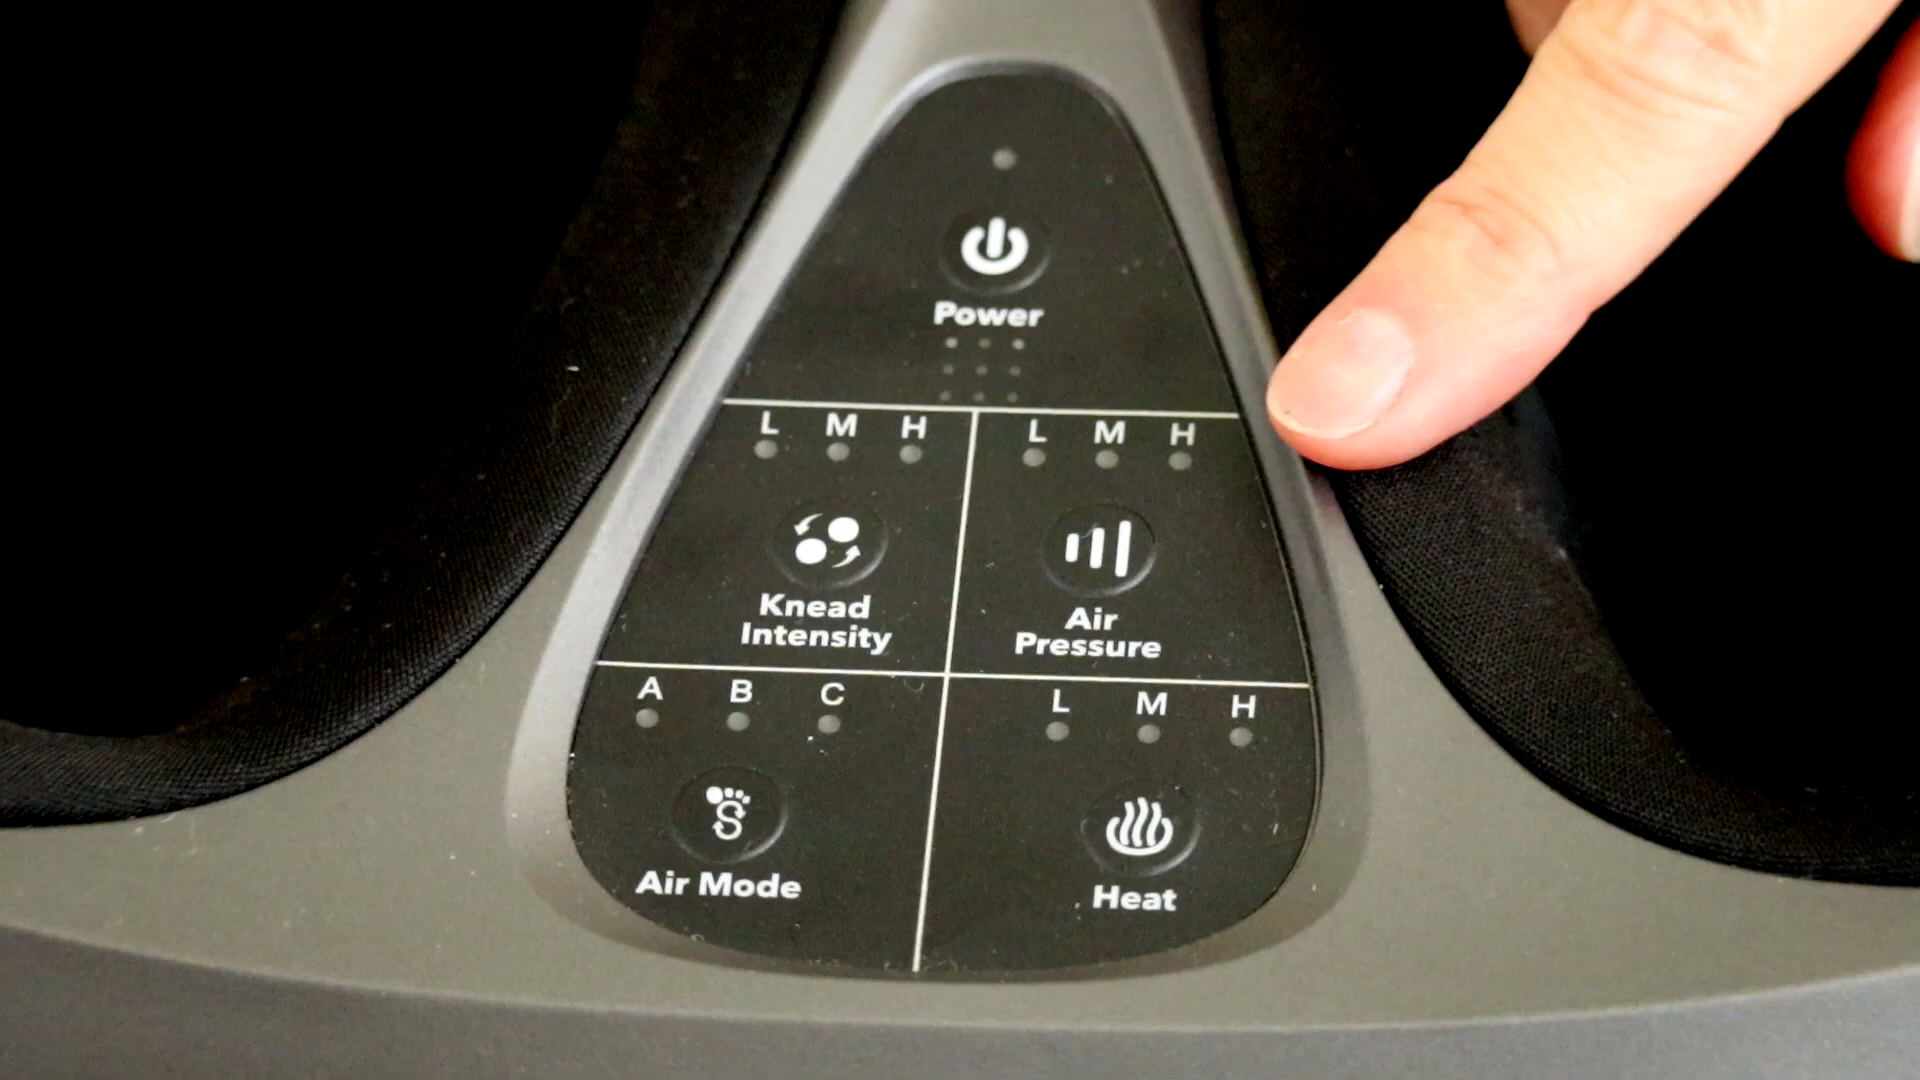 Power
L M H
L M H
Knead
Intensity
Air
Pressure
A B C
L M H
Air Mode
Heat